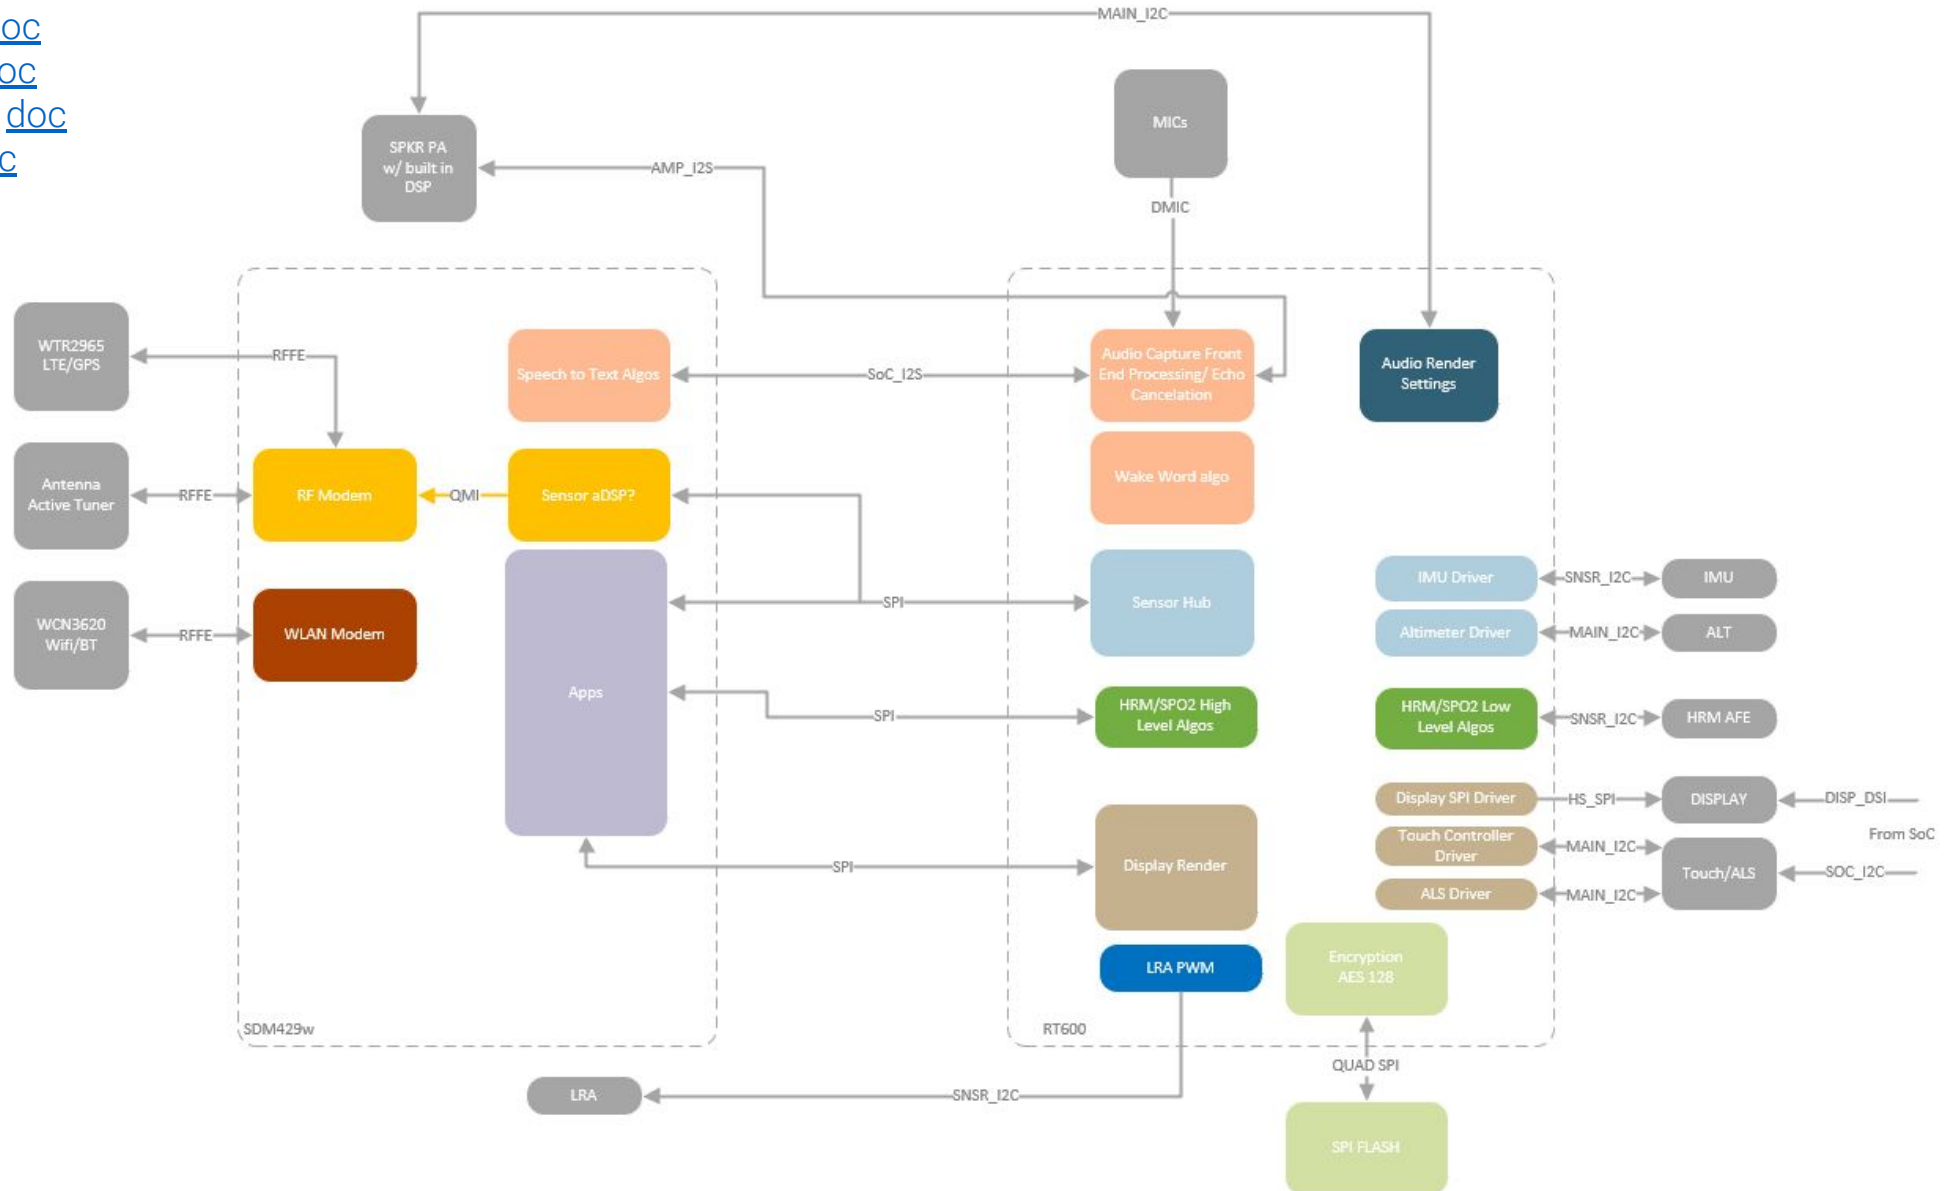 oc
oc
doc
c
MAIN_I2C
MICs
SPKR PA
w/ built in
DSP
AMP_I2S
DMIC
WTR2965
LTE/GPS
RFFE
Speech to Text Algos
SoC_I2S
Audio Capture Front
End Processing/ Echo
Cancelation
Audio Render
Settings
Wake Word algo
Antenna
Active Tuner
RFFE
RF Modem
QMI
Sensor aDSP?
WCN3620
Wifi/BT
RFFE
WLAN Modem
Apps
SPI
Sensor Hub
IMU Driver
SNSR_I2C
IMU
Altimeter Driver
MAIN_I2C
ALT
SPI
HRM/SPO2 High
Level Algos
HRM/SPO2 Low
Level Algos
SNSR_I2C
HRM AFE
Display SPI Driver
HS_SPI
DISPLAY
DISP_DSI
From SoC
Touch Controller
Driver
MAIN_I2C
Touch/ALS
SOC_I2C
ALS Driver
MAIN_I2C
SPI
Display Render
LRA PWM
Encryption
AES 128
SDM429w
RT600
QUAD SPI
LRA
SNSR_I2C
SPI FLASH